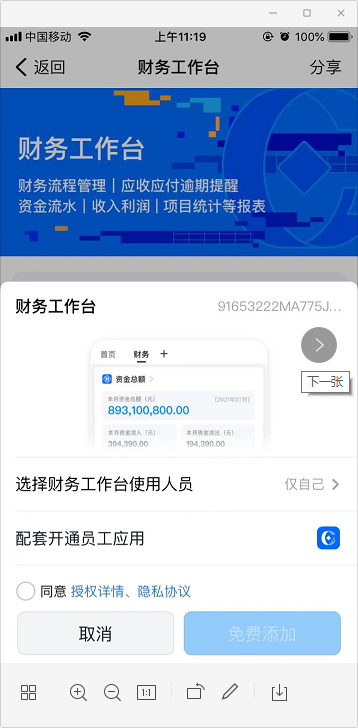 中国移动 上午11:19 100%
返回 财务工作台 分享
财务工作台
财务流程管理 | 应收应付逾期提醒
资金流水 | 收入利润 | 项目统计等报表
财务工作台 91653222MA775J...
首页 财务 +
资金总额
本月资金总额（元） [2021年07月]
893,100,800.00
本月资金流入（元） 本月资金流出（元）
394,390.00 194,390.00
下一张
选择财务工作台使用人员 仅自己
配套开通员工应用
同意 授权详情、隐私协议
取消 免费添加
1:1